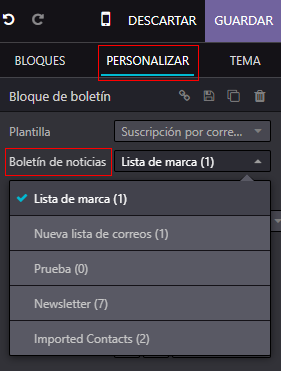 DESCARTAR GUARDAR
BLOQUES PERSONALIZAR TEMA
Bloque de boletín
Plantilla Suscripción por corre...
Boletín de noticias Lista de marca (1)
Lista de marca (1)
Nueva lista de correos (1)
Prueba (0)
Newsletter (7)
Imported Contacts (2)